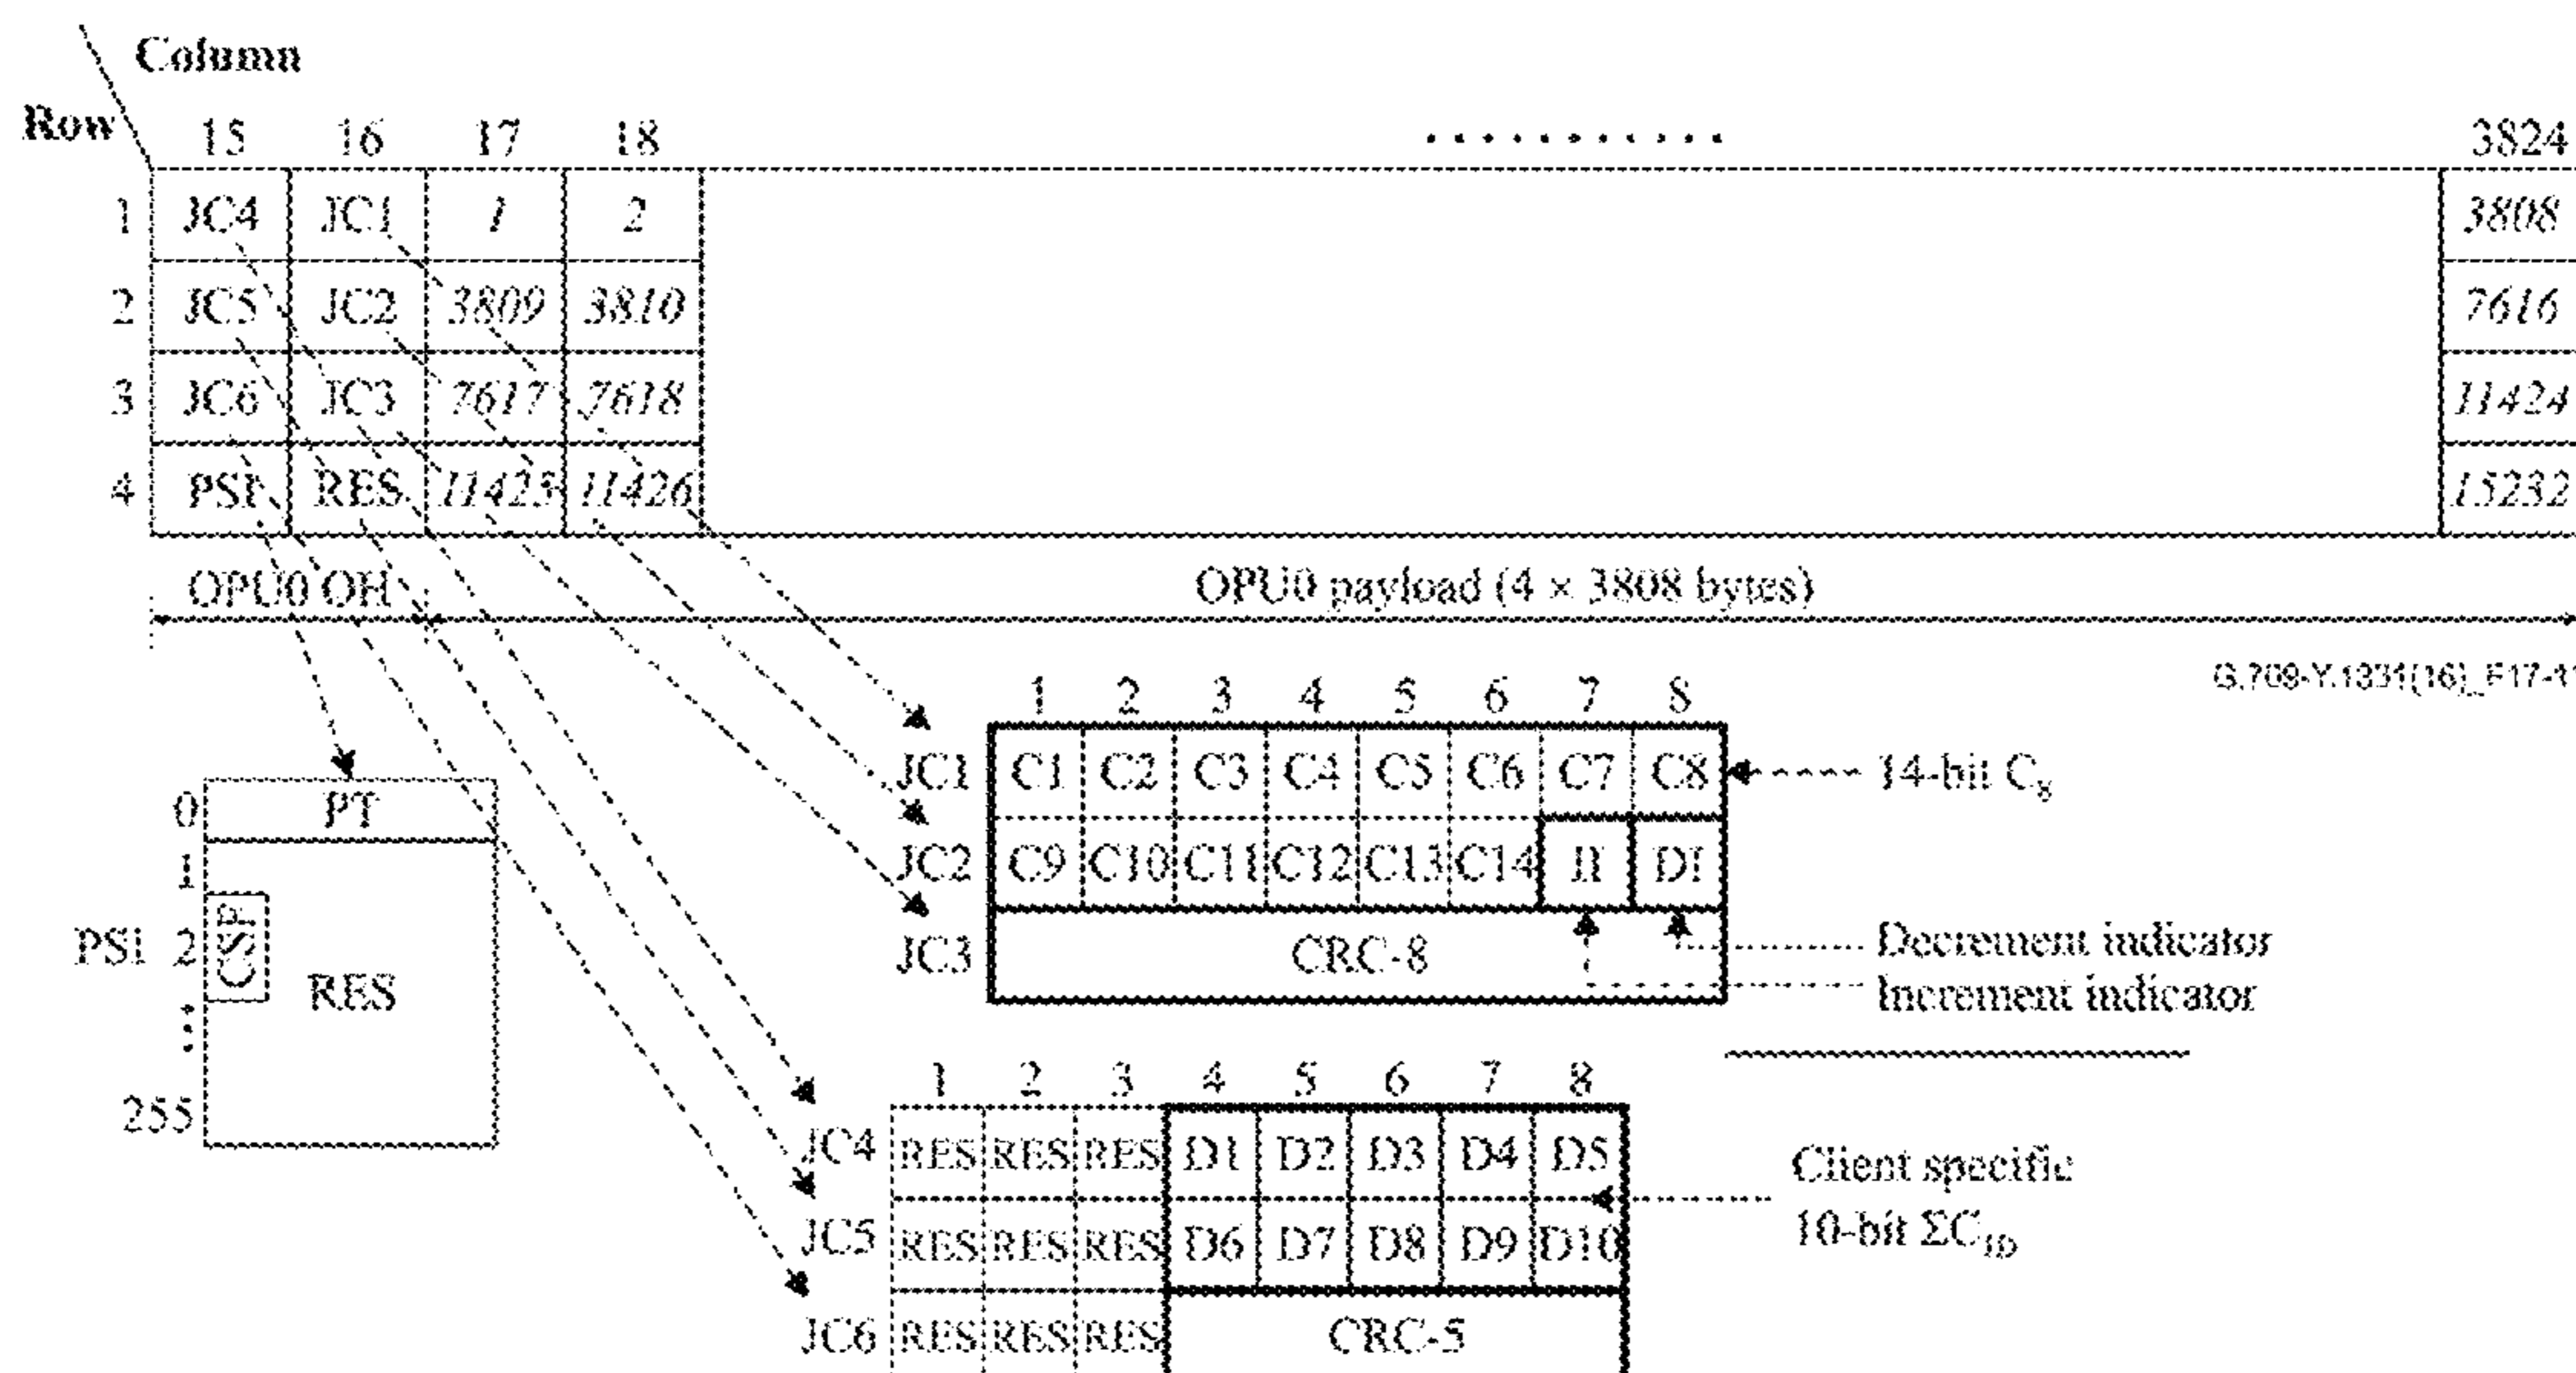 Column
Row 15 16 17 18 ........... 3824
1 JC4 JC1 1 2 3808
2 JC5 JC2 3809 3810 7616
3 JC6 JC3 7617 7618 11424
4 PSI RES 11425 11426 15232
OPU0 OH OPU0 payload (4 × 3808 bytes)
1 2 3 4 5 6 7 8
JC1 C1 C2 C3 C4 C5 C6 C7 C8 14-bit C8
JC2 C9 C10 C11 C12 C13 C14 II DI
JC3 CRC-8
Decrement indicator
Increment indicator
0 PT
1
PSI 2 CSF RES
255
1 2 3 4 5 6 7 8
JC4 RES RES RES D1 D2 D3 D4 D5
JC5 RES RES RES D6 D7 D8 D9 D10
JC6 RES RES RES CRC-5
Client specific
10-bit ΣC1D